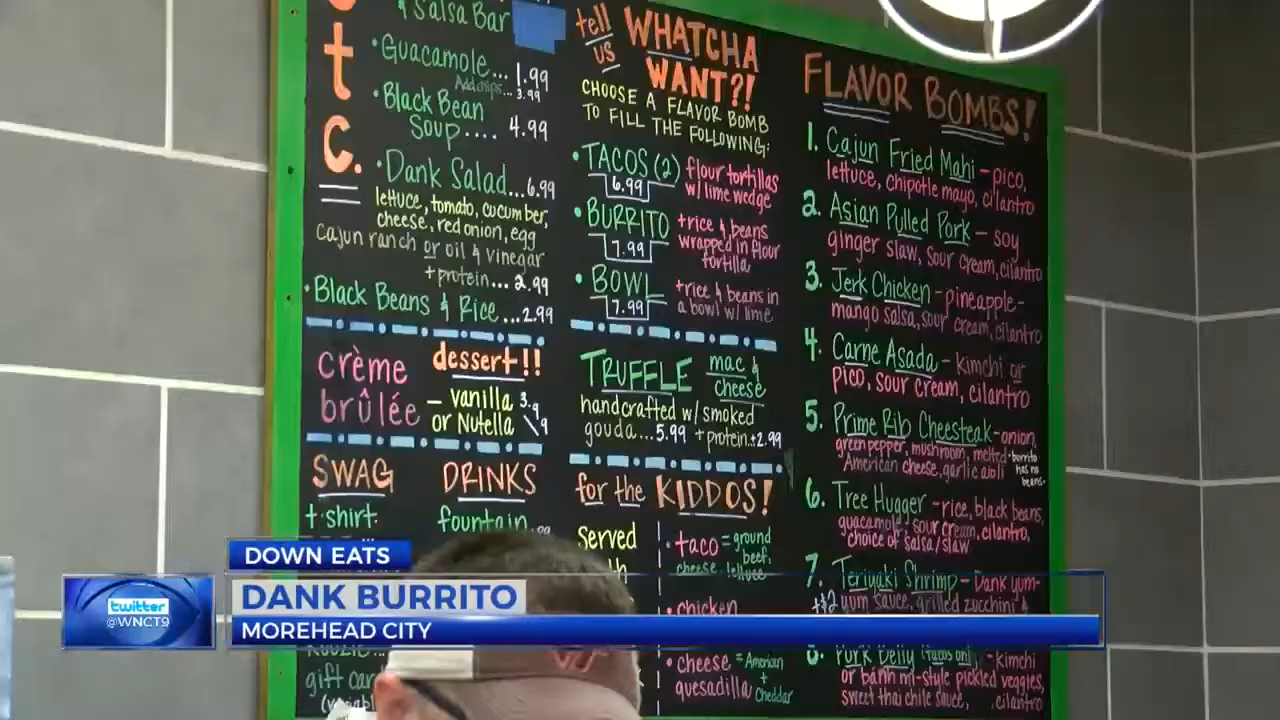 t
c.
& Salsa Bar
• Guacamole... 1.99
Add chips... 3.99
• Black Bean
Soup.... 4.99
• Dank Salad...6.99
lettuce, tomato, cucumber,
cheese, red onion, egg
cajun ranch or oil & vinegar
+protein... 2.99
• Black Beans & Rice...2.99
crème
brûlée
dessert!!
- vanilla 3.9
or Nutella 9
SWAG
t-shirt
DRINKS
fountain
gift card
tell
us
WHATCHA
WANT?!
CHOOSE A FLAVOR BOMB
TO FILL THE FOLLOWING:
• TACOS (2)
6.99
flour tortillas
w/ lime wedge
• BURRITO
7.99
+rice & beans
wrapped in flour
tortilla
• BOWL
7.99
+rice & beans in
a bowl w/ lime
TRUFFLE mac &
cheese
handcrafted w/ smoked
gouda...5.99 +protein.+2.99
for the KIDDOS!
served
• taco = ground
beef,
cheese, lettuce
• chicken
• cheese = American
quesadilla + Cheddar
FLAVOR BOMBS!
1. Cajun Fried Mahi - pico,
lettuce, chipotle mayo, cilantro
2. Asian Pulled Pork - soy
ginger slaw, sour cream, cilantro
3. Jerk Chicken - pineapple-
mango salsa, sour cream, cilantro
4. Carne Asada - kimchi or
pico, sour cream, cilantro
5. Prime Rib Cheesteak - onion,
green pepper, mushroom, melted
American cheese, garlic aioli
• burrito
has no
beans.
6. Tree Hugger - rice, black beans,
guacamole, sour cream, cilantro,
choice of salsa/slaw
7. Teriyaki Shrimp - Dank yum-
+$2 yum sauce, grilled zucchini &
8. Pork Belly (tacos only) - kimchi
or bánh mì-style pickled veggies,
sweet thai chile sauce, cilantro
DOWN EATS
DANK BURRITO
MOREHEAD CITY
twitter
@WNCT9